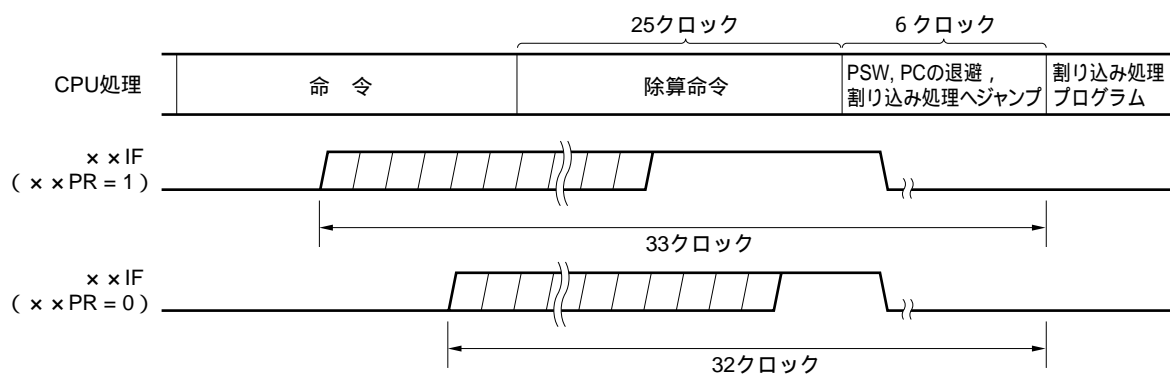 25クロック
6 クロック
CPU処理
命　令
除算命令
PSW, PCの退避，
割り込み処理へジャンプ
割り込み処理
プログラム
××IF
（××PR = 1）
33クロック
××IF
（××PR = 0）
32クロック